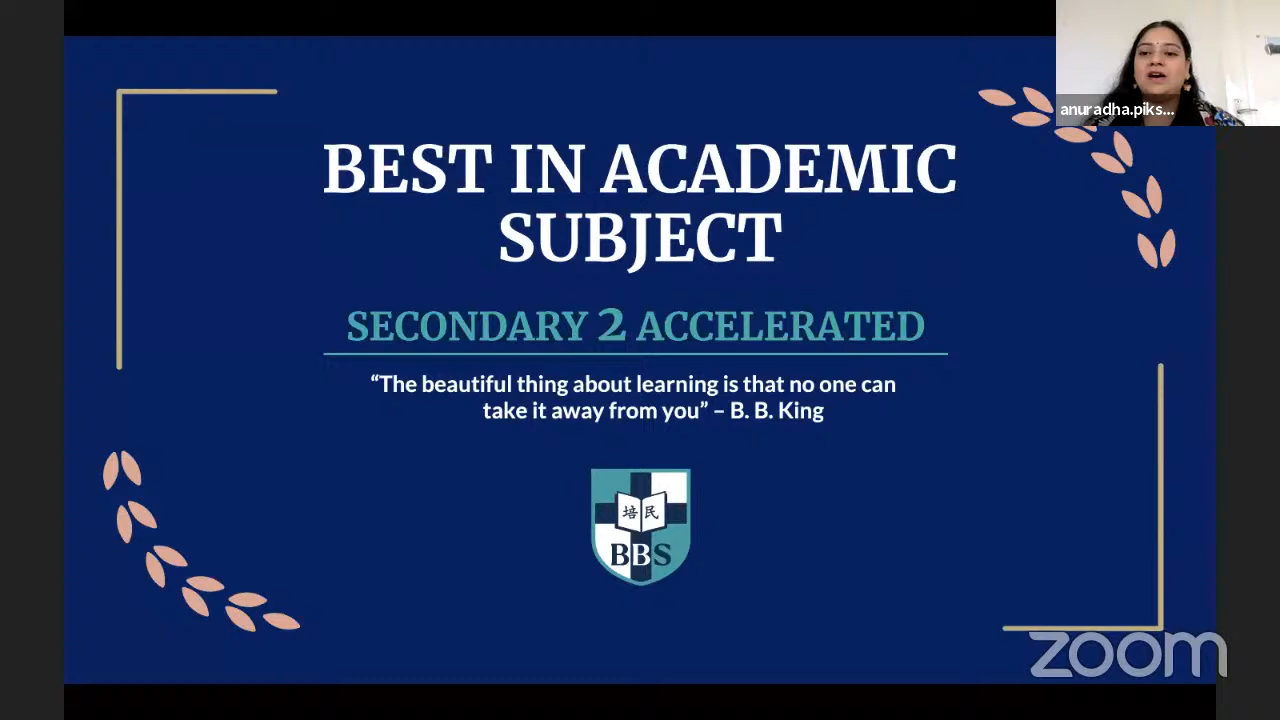 anuradha.piks...
BEST IN ACADEMIC
SUBJECT
SECONDARY 2 ACCELERATED
“The beautiful thing about learning is that no one can
take it away from you” – B. B. King
培民
BBS
zoom